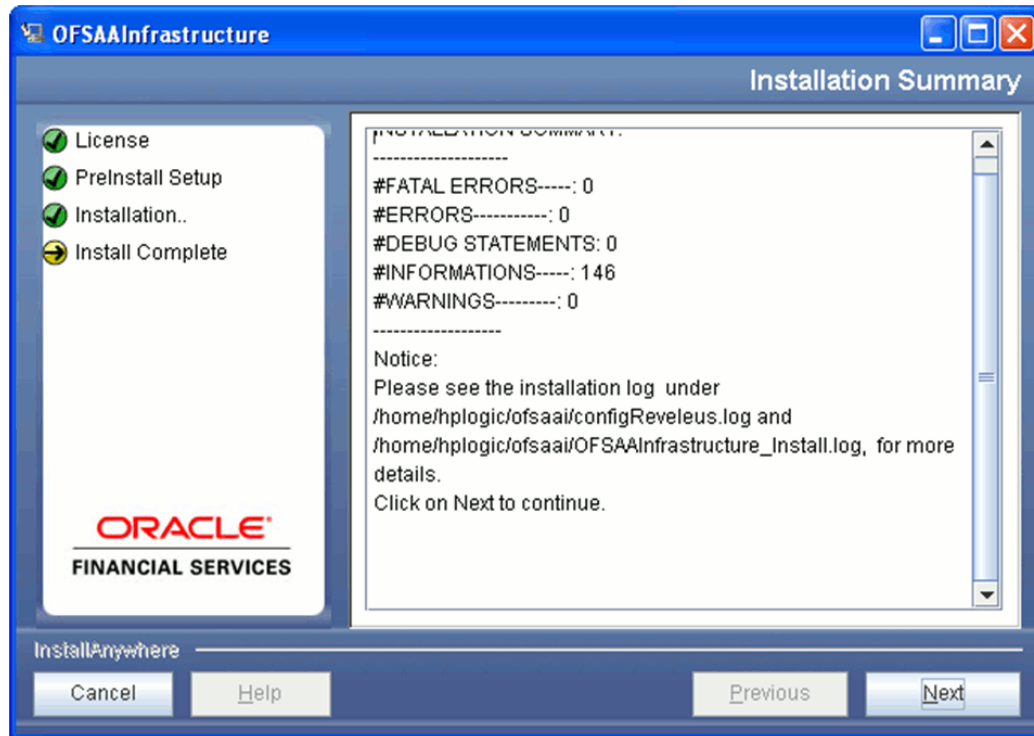 OFSAAInfrastructure
Installation Summary
License
PreInstall Setup
Installation..
Install Complete
ORACLE
FINANCIAL SERVICES
INSTALLATION SUMMARY:
--------------------
#FATAL ERRORS-----: 0
#ERRORS-----------: 0
#DEBUG STATEMENTS: 0
#INFORMATIONS-----: 146
#WARNINGS---------: 0
-------------------
Notice:
Please see the installation log  under
/home/hplogic/ofsaai/configReveleus.log and
/home/hplogic/ofsaai/OFSAAInfrastructure_Install.log,  for more
details.
Click on Next to continue.
InstallAnywhere
Cancel
Help
Previous
Next